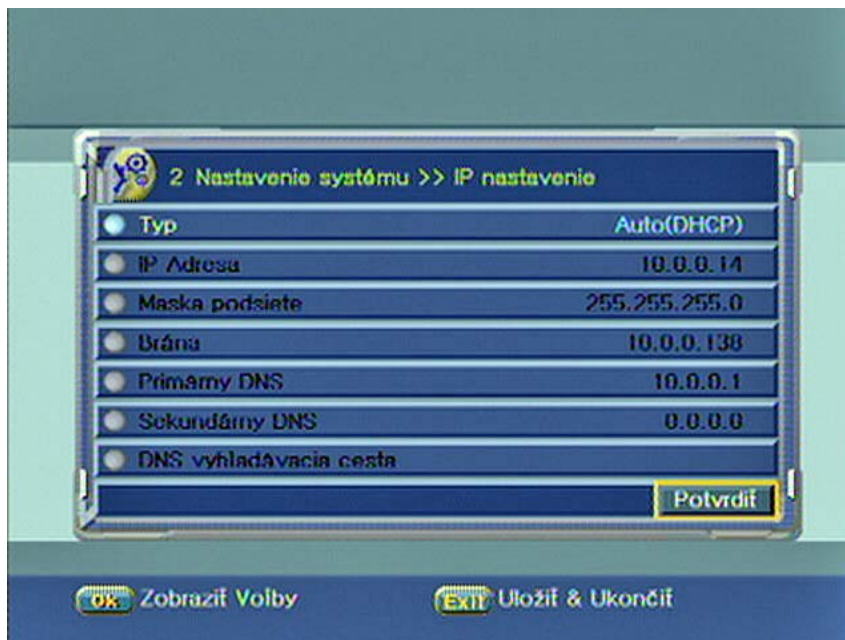 2 Nastavenie systému >> IP nastavenie
Typ Auto(DHCP)
IP Adresa 10.0.0.14
Maska podsiete 255.255.255.0
Brána 10.0.0.138
Primárny DNS 10.0.0.1
Sekundárny DNS 0.0.0.0
DNS vyhladávacia cesta
Potvrdiť
Ok Zobraziť Voľby Exit Uložiť & Ukončiť